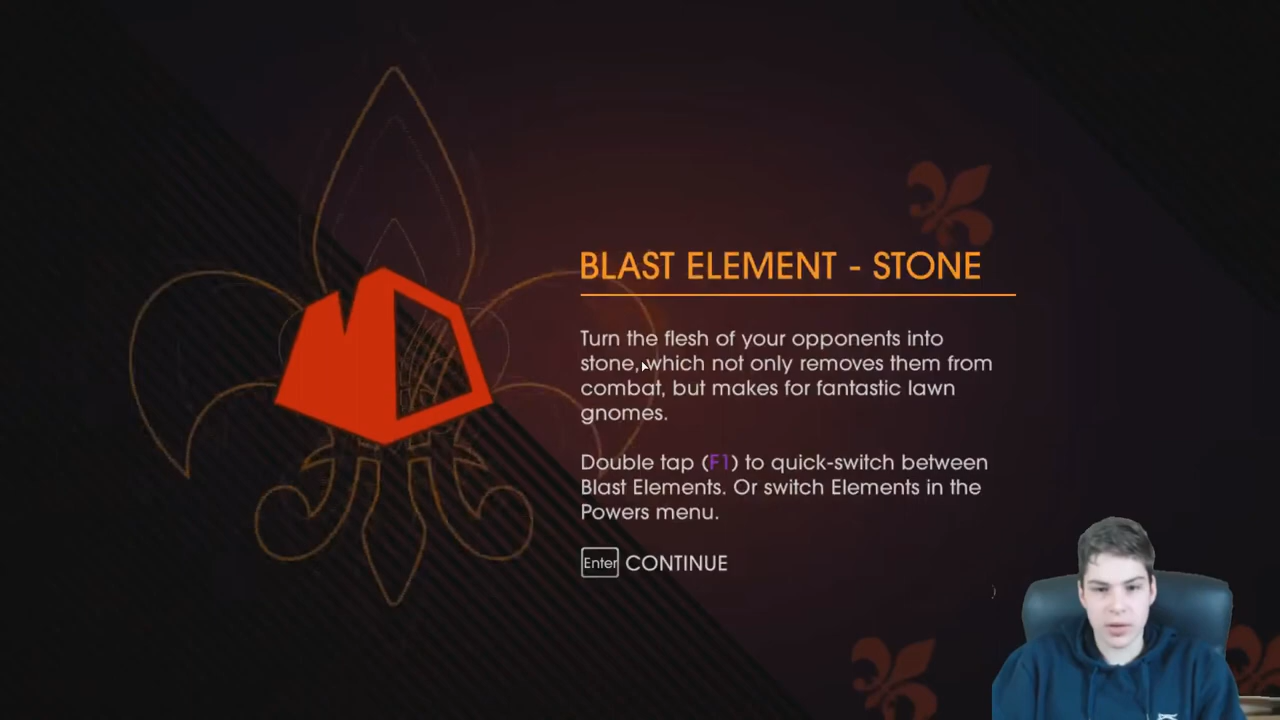 BLAST ELEMENT - STONE
Turn the flesh of your opponents into
stone, which not only removes them from
combat, but makes for fantastic lawn
gnomes.
Double tap (F1) to quick-switch between
Blast Elements. Or switch Elements in the
Powers menu.
Enter CONTINUE